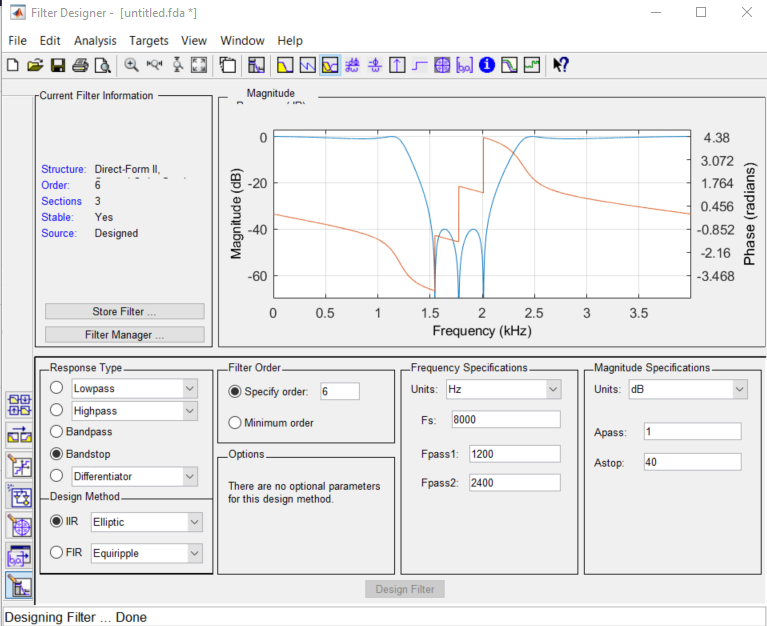 Filter Designer - [untitled.fda *]
File Edit Analysis Targets View Window Help
Current Filter Information
Structure: Direct-Form II,
Order: 6
Sections 3
Stable: Yes
Source: Designed
Store Filter ...
Filter Manager ...
Magnitude
Magnitude (dB)
0
-20
-40
-60
0 0.5 1 1.5 2 2.5 3 3.5
Frequency (kHz)
4.38
3.072
1.764
0.456
-0.852
-2.16
-3.468
Phase (radians)
Response Type
Lowpass
Highpass
Bandpass
Bandstop
Differentiator
Design Method
IIR Elliptic
FIR Equiripple
Filter Order
Specify order: 6
Minimum order
Options
There are no optional parameters
for this design method.
Frequency Specifications
Units: Hz
Fs: 8000
Fpass1: 1200
Fpass2: 2400
Magnitude Specifications
Units: dB
Apass: 1
Astop: 40
Design Filter
Designing Filter ... Done